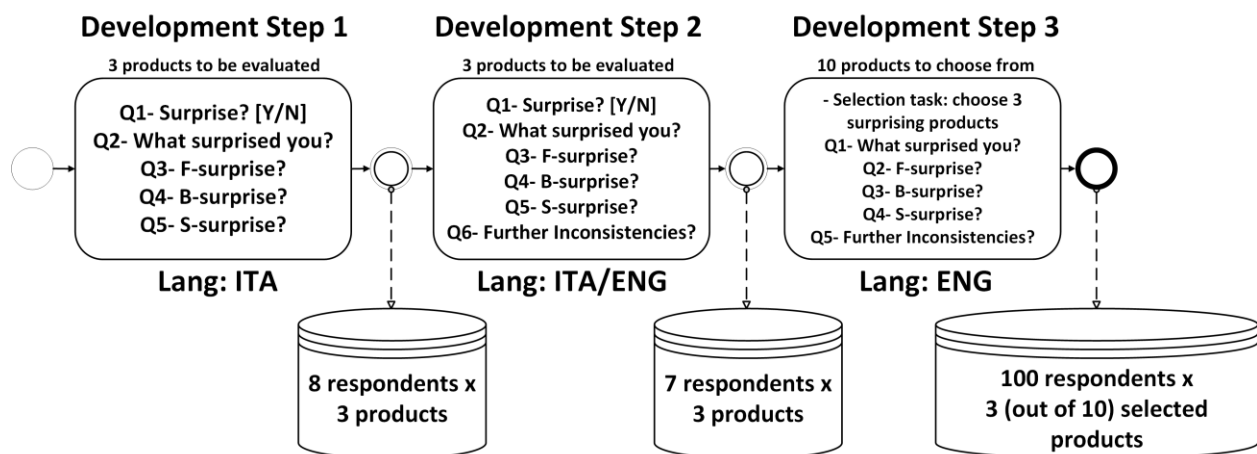 Development Step 1
3 products to be evaluated
Q1- Surprise? [Y/N]
Q2- What surprised you?
Q3- F-surprise?
Q4- B-surprise?
Q5- S-surprise?
Lang: ITA
8 respondents x
3 products
Development Step 2
3 products to be evaluated
Q1- Surprise? [Y/N]
Q2- What surprised you?
Q3- F-surprise?
Q4- B-surprise?
Q5- S-surprise?
Q6- Further Inconsistencies?
Lang: ITA/ENG
7 respondents x
3 products
Development Step 3
10 products to choose from
- Selection task: choose 3
surprising products
Q1- What surprised you?
Q2- F-surprise?
Q3- B-surprise?
Q4- S-surprise?
Q5- Further Inconsistencies?
Lang: ENG
100 respondents x
3 (out of 10) selected
products